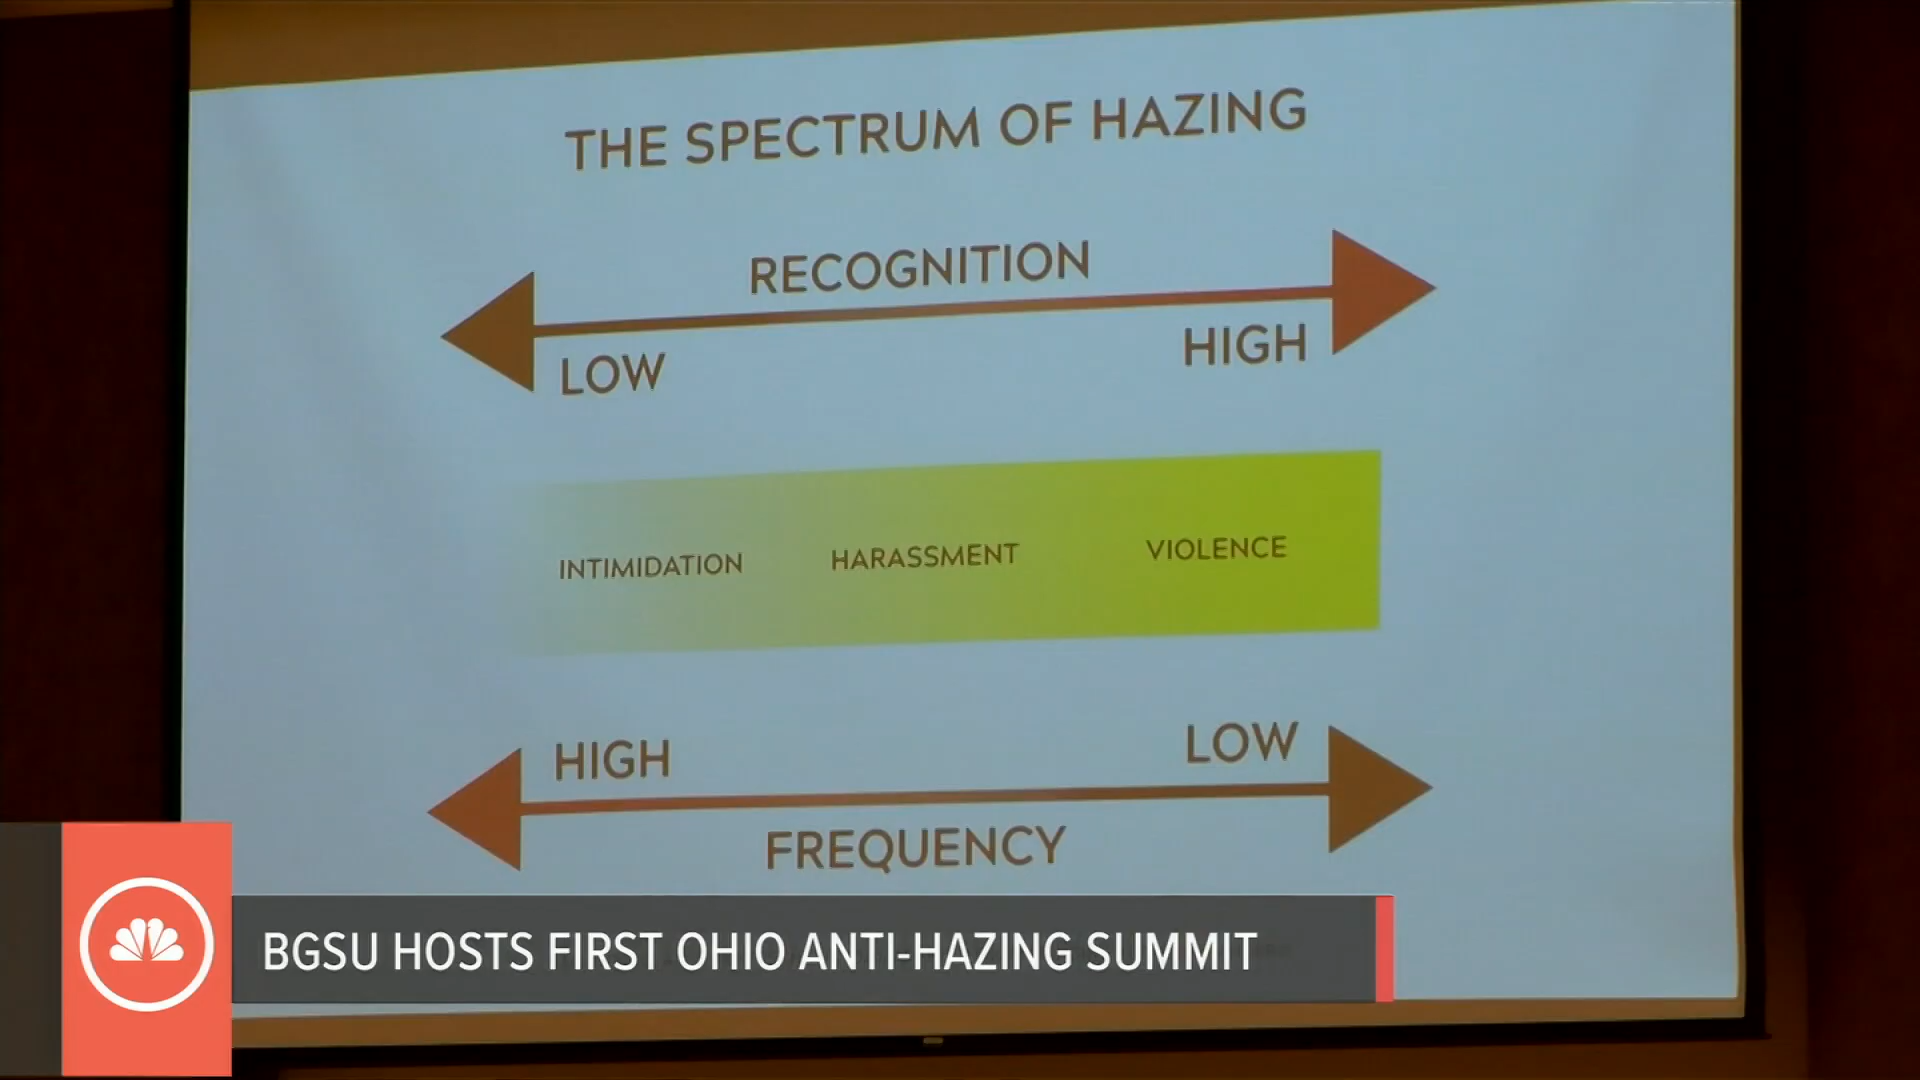 THE SPECTRUM OF HAZING
RECOGNITION
LOW
HIGH
INTIMIDATION
HARASSMENT
VIOLENCE
HIGH
LOW
FREQUENCY
BGSU HOSTS FIRST OHIO ANTI-HAZING SUMMIT